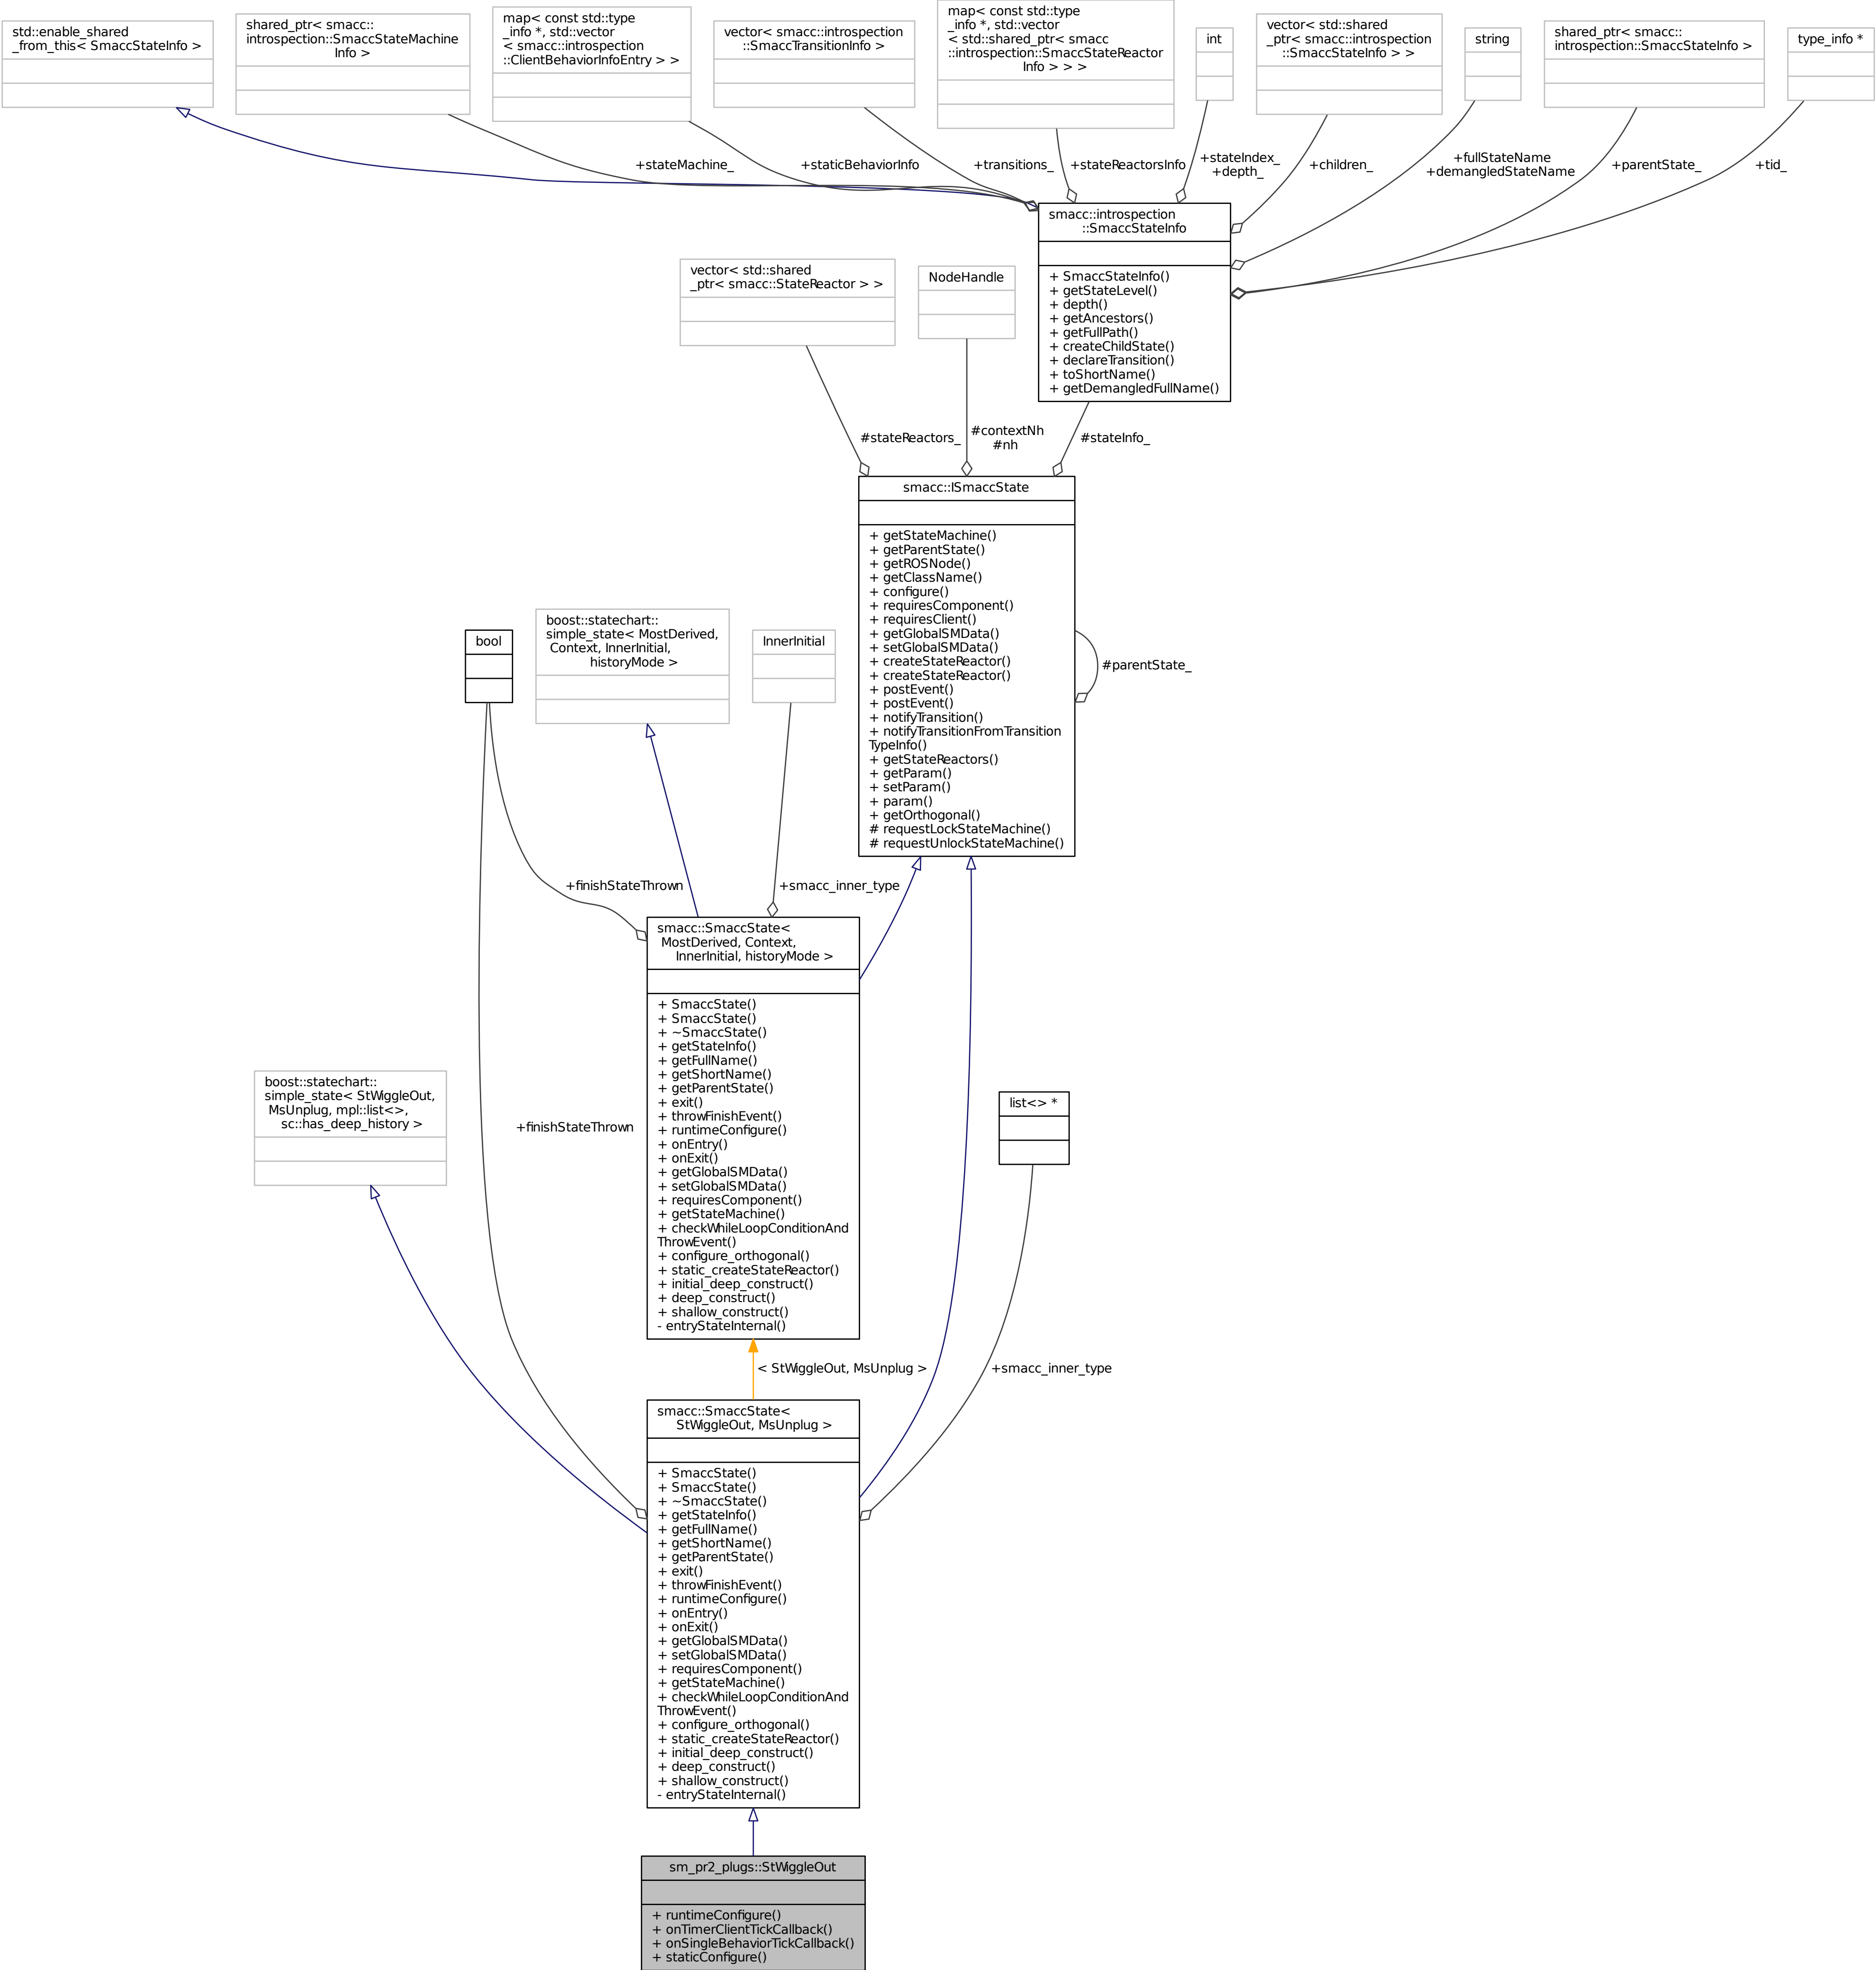 std::enable_shared
_from_this< SmaccStateInfo >
shared_ptr< smacc::
introspection::SmaccStateMachine
Info >
map< const std::type
_info *, std::vector
< smacc::introspection
::ClientBehaviorInfoEntry > >
vector< smacc::introspection
::SmaccTransitionInfo >
map< const std::type
_info *, std::vector
< std::shared_ptr< smacc
::introspection::SmaccStateReactor
Info > > >
int
vector< std::shared
_ptr< smacc::introspection
::SmaccStateInfo > >
string
shared_ptr< smacc::
introspection::SmaccStateInfo >
type_info *
+stateMachine_
+staticBehaviorInfo
+transitions_
+stateReactorsInfo
+stateIndex_
+depth_
+children_
+fullStateName
+demangledStateName
+parentState_
+tid_
smacc::introspection
::SmaccStateInfo
+ SmaccStateInfo()
+ getStateLevel()
+ depth()
+ getAncestors()
+ getFullPath()
+ createChildState()
+ declareTransition()
+ toShortName()
+ getDemangledFullName()
vector< std::shared
_ptr< smacc::StateReactor > >
NodeHandle
#stateReactors_
#contextNh
#nh
#stateInfo_
smacc::ISmaccState
+ getStateMachine()
+ getParentState()
+ getROSNode()
+ getClassName()
+ configure()
+ requiresComponent()
+ requiresClient()
+ getGlobalSMData()
+ setGlobalSMData()
+ createStateReactor()
+ createStateReactor()
+ postEvent()
+ postEvent()
+ notifyTransition()
+ notifyTransitionFromTransition
TypeInfo()
+ getStateReactors()
+ getParam()
+ setParam()
+ param()
+ getOrthogonal()
# requestLockStateMachine()
# requestUnlockStateMachine()
#parentState_
bool
boost::statechart::
simple_state< MostDerived,
Context, InnerInitial,
historyMode >
InnerInitial
+finishStateThrown
+smacc_inner_type
smacc::SmaccState<
MostDerived, Context,
InnerInitial, historyMode >
+ SmaccState()
+ SmaccState()
+ ~SmaccState()
+ getStateInfo()
+ getFullName()
+ getShortName()
+ getParentState()
+ exit()
+ throwFinishEvent()
+ runtimeConfigure()
+ onEntry()
+ onExit()
+ getGlobalSMData()
+ setGlobalSMData()
+ requiresComponent()
+ getStateMachine()
+ checkWhileLoopConditionAnd
ThrowEvent()
+ configure_orthogonal()
+ static_createStateReactor()
+ initial_deep_construct()
+ deep_construct()
+ shallow_construct()
- entryStateInternal()
boost::statechart::
simple_state< StWiggleOut,
MsUnplug, mpl::list<>,
sc::has_deep_history >
+finishStateThrown
list<> *
< StWiggleOut, MsUnplug >
+smacc_inner_type
smacc::SmaccState<
StWiggleOut, MsUnplug >
+ SmaccState()
+ SmaccState()
+ ~SmaccState()
+ getStateInfo()
+ getFullName()
+ getShortName()
+ getParentState()
+ exit()
+ throwFinishEvent()
+ runtimeConfigure()
+ onEntry()
+ onExit()
+ getGlobalSMData()
+ setGlobalSMData()
+ requiresComponent()
+ getStateMachine()
+ checkWhileLoopConditionAnd
ThrowEvent()
+ configure_orthogonal()
+ static_createStateReactor()
+ initial_deep_construct()
+ deep_construct()
+ shallow_construct()
- entryStateInternal()
sm_pr2_plugs::StWiggleOut
+ runtimeConfigure()
+ onTimerClientTickCallback()
+ onSingleBehaviorTickCallback()
+ staticConfigure()